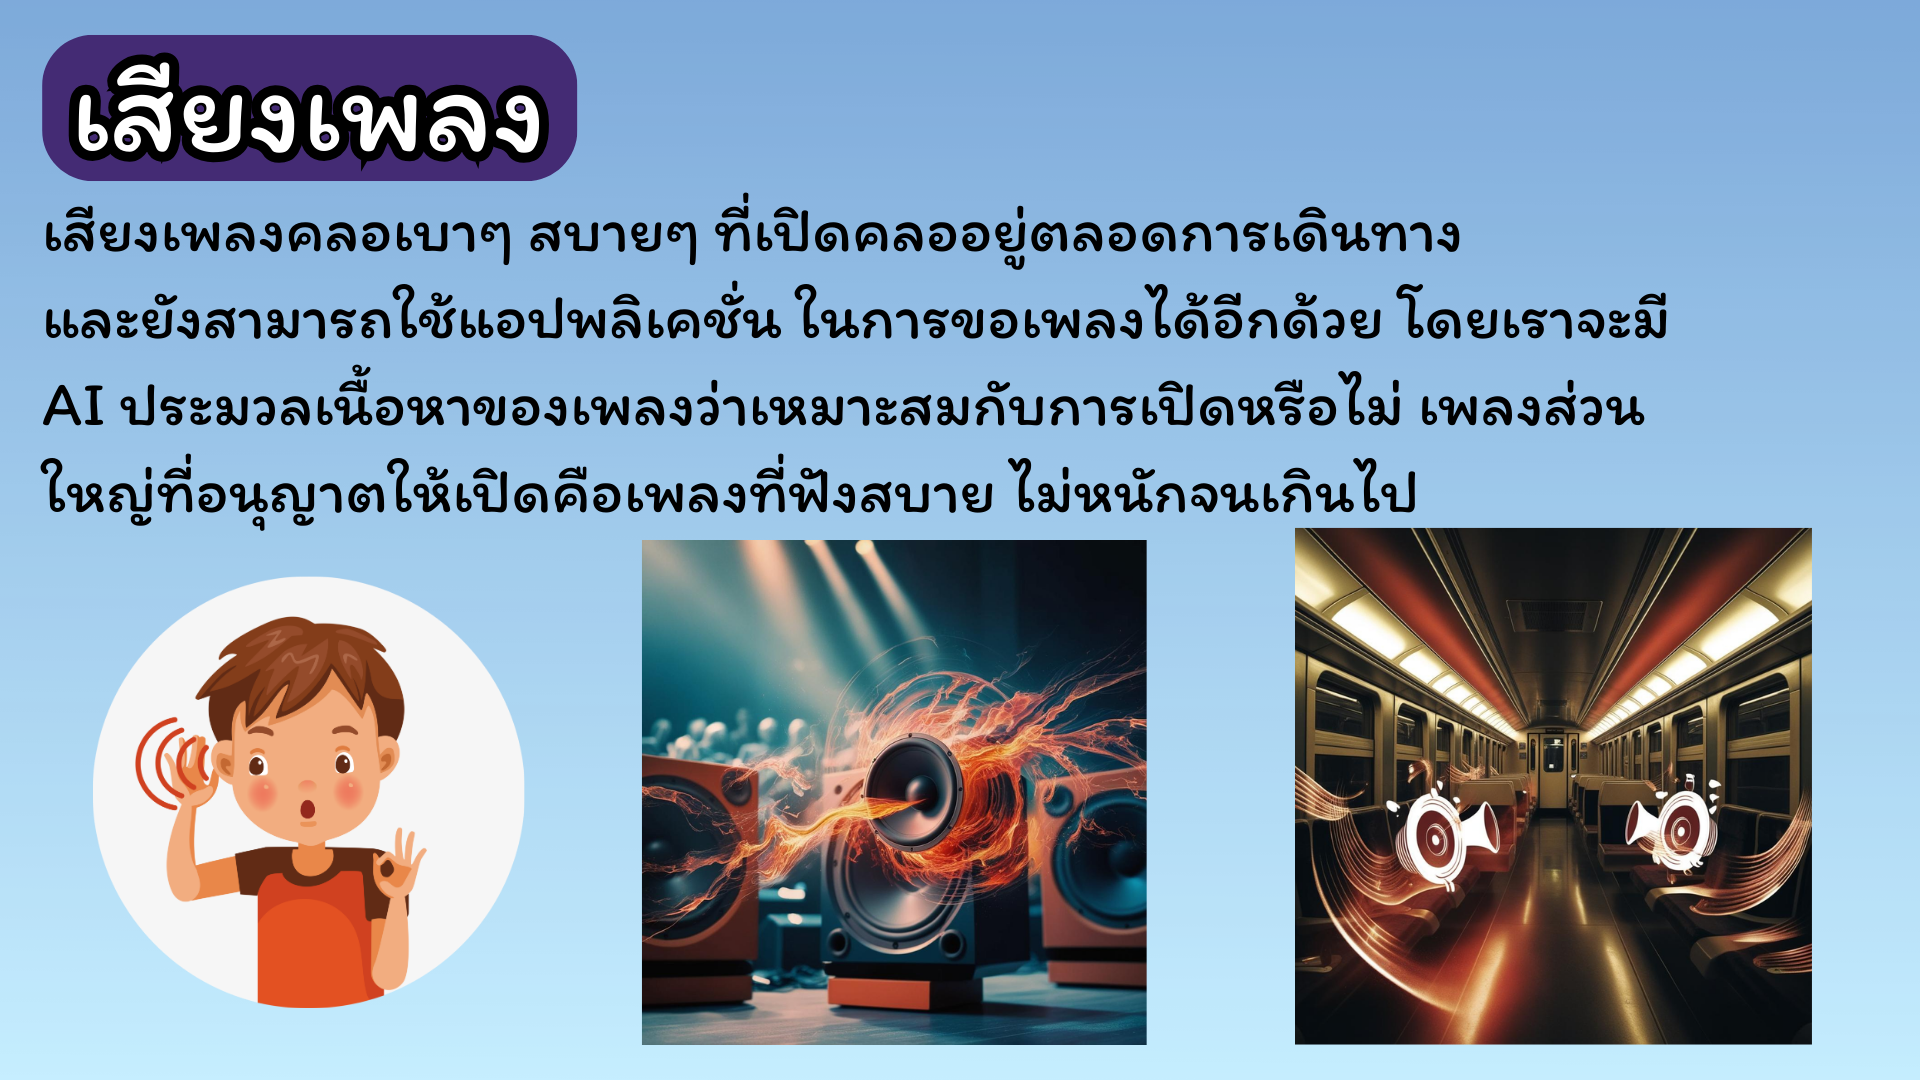 เสียงเพลง
เสียงเพลงคลอเบาๆ สบายๆ ที่เปิดคลออยู่ตลอดการเดินทาง
และยังสามารถใช้แอปพลิเคชั่น ในการขอเพลงได้อีกด้วย โดยเราจะมี
AI ประมวลเนื้อหาของเพลงว่าเหมาะสมกับการเปิดหรือไม่ เพลงส่วน
ใหญ่ที่อนุญาตให้เปิดคือเพลงที่ฟังสบาย ไม่หนักจนเกินไป